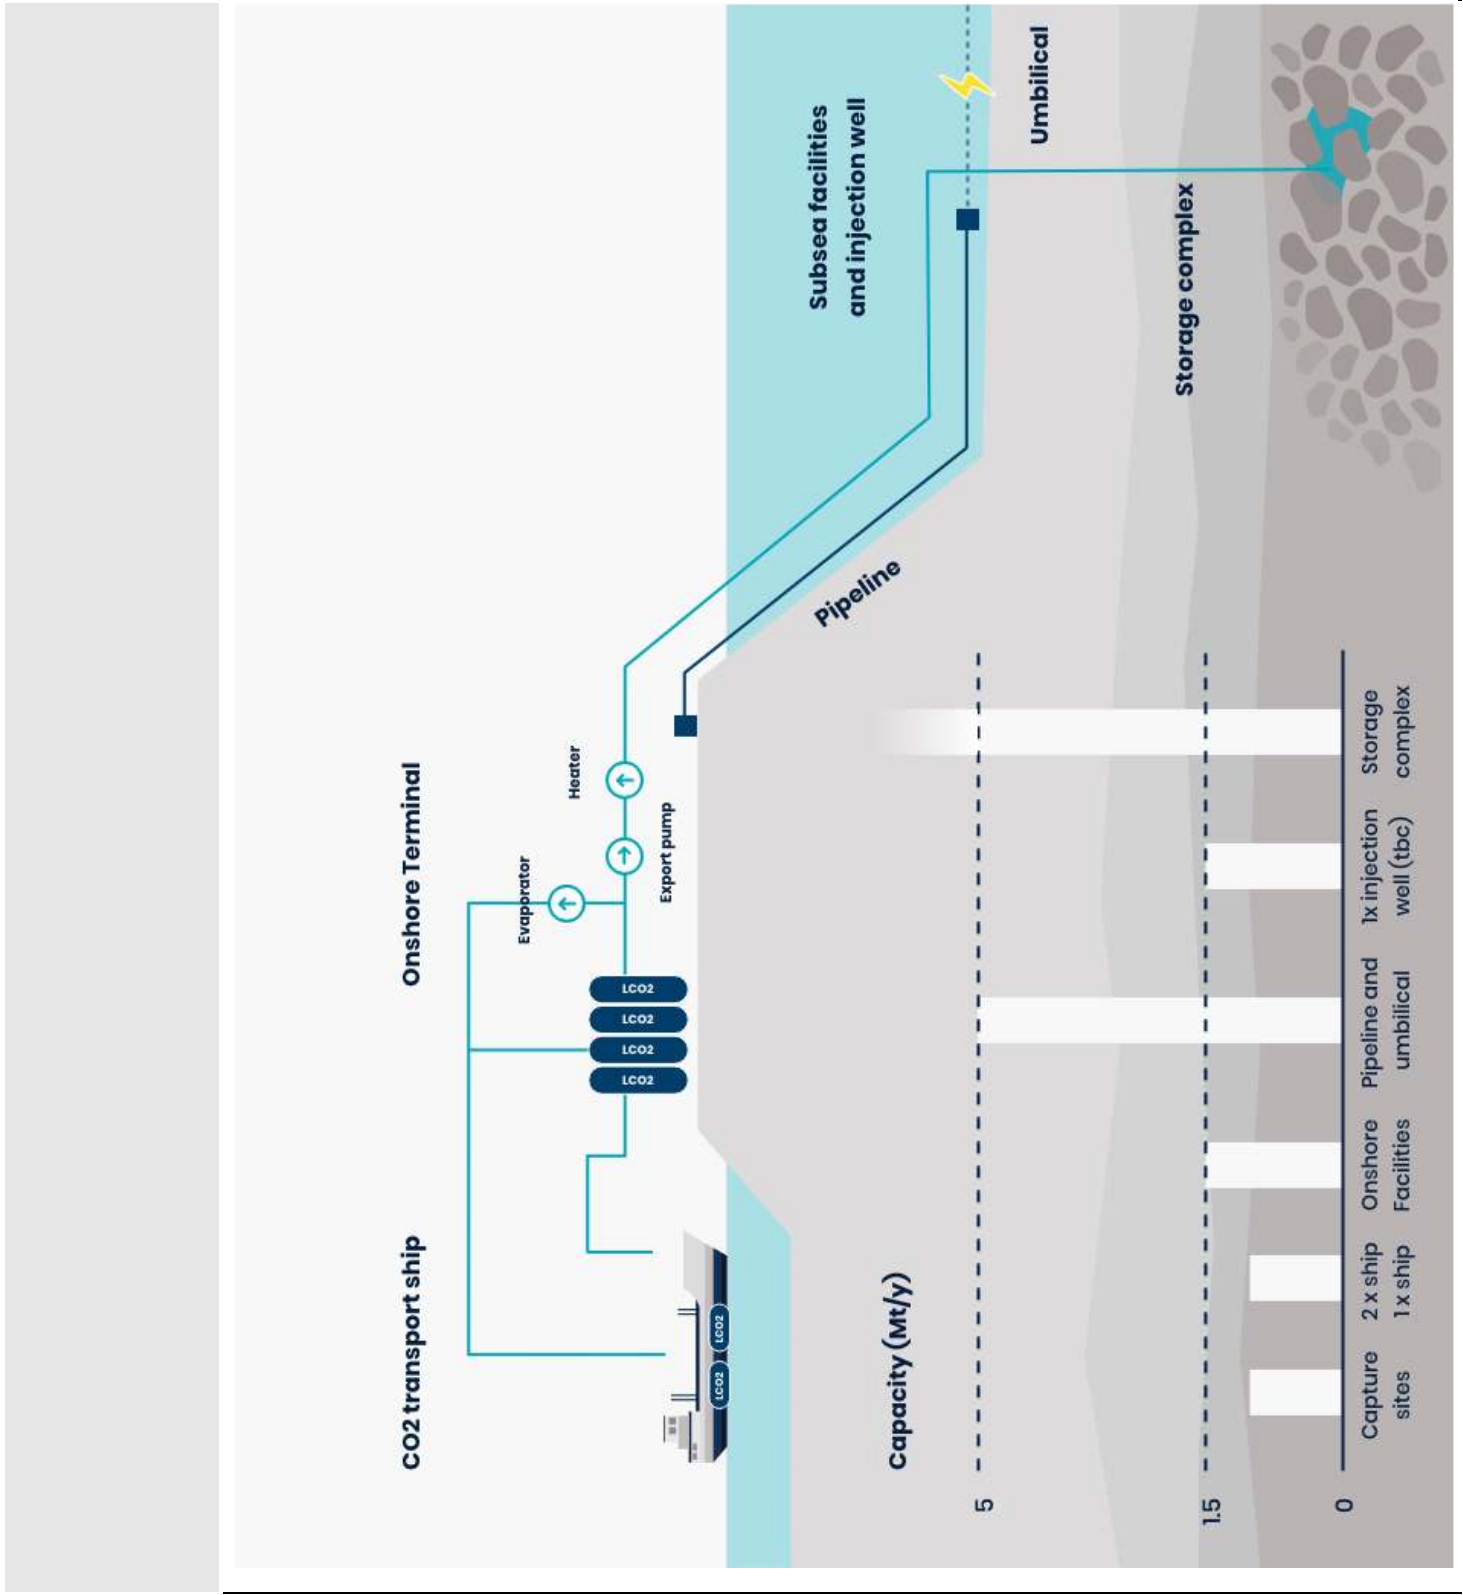 CO2 transport ship
Onshore Terminal
Evaporator
Heater
Export pump
LCO2
LCO2
LCO2
LCO2
LCO2
LCO2
Subsea facilities
and injection well
Pipeline
Umbilical
Storage complex
Capacity (Mt/y)
5
1.5
0
Capture
sites
2 x ship
1 x ship
Onshore
Facilities
Pipeline and
umbilical
1x injection
well (tbc)
Storage
complex